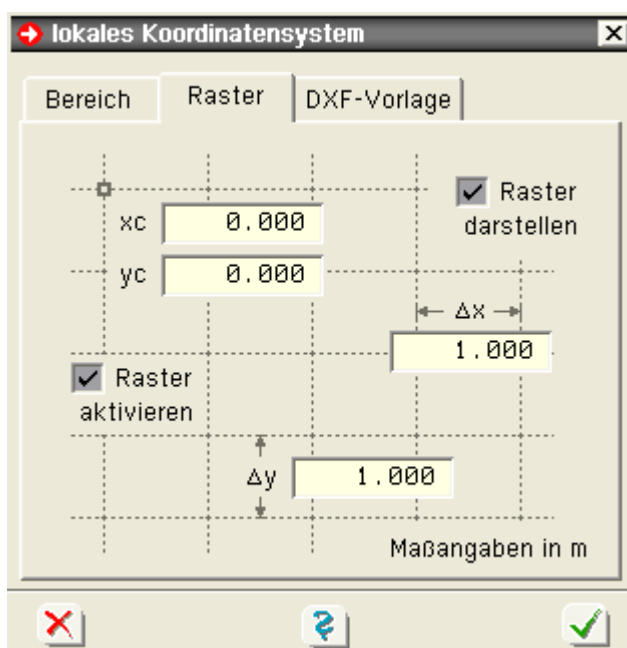 lokales Koordinatensystem
Bereich
Raster
DXF-Vorlage
Raster
darstellen
xc 0.000
yc 0.000
Δx
1.000
Raster
aktivieren
Δy 1.000
Maßangaben in m